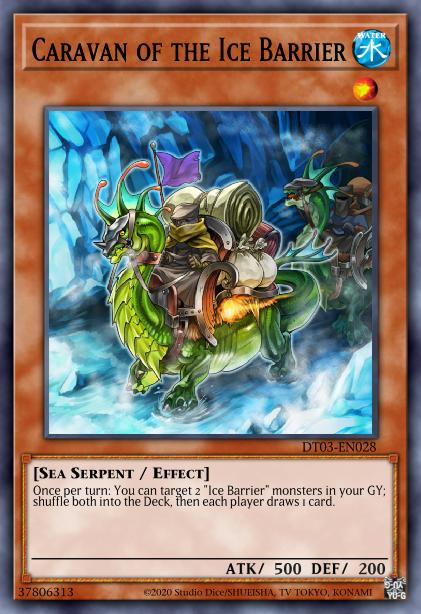 CARAVAN OF THE ICE BARRIER
WATER
水
DT03-EN028
[SEA SERPENT / EFFECT]
Once per turn: You can target 2 "Ice Barrier" monsters in your GY;
shuffle both into the Deck, then each player draws 1 card.
ATK/ 500 DEF/ 200
37806313
©2020 Studio Dice/SHUEISHA, TV TOKYO, KONAMI